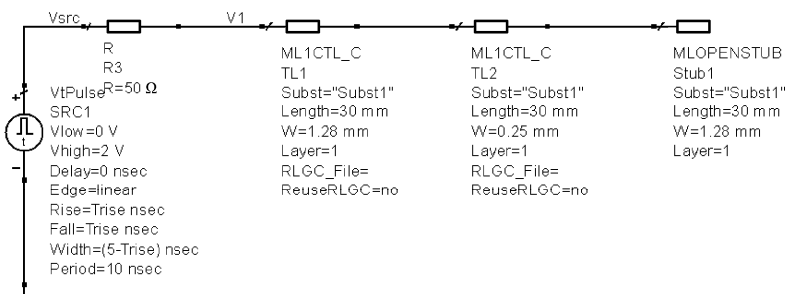 Vsrc
V1
R
R3
R=50 Ω
VtPulse
SRC1
Vlow=0 V
Vhigh=2 V
Delay=0 nsec
Edge=linear
Rise=Trise nsec
Fall=Trise nsec
Width=(5-Trise) nsec
Period=10 nsec
+
t
−
ML1CTL_C
TL1
Subst="Subst1"
Length=30 mm
W=1.28 mm
Layer=1
RLGC_File=
ReuseRLGC=no
ML1CTL_C
TL2
Subst="Subst1"
Length=30 mm
W=0.25 mm
Layer=1
RLGC_File=
ReuseRLGC=no
MLOPENSTUB
Stub1
Subst="Subst1"
Length=30 mm
W=1.28 mm
Layer=1